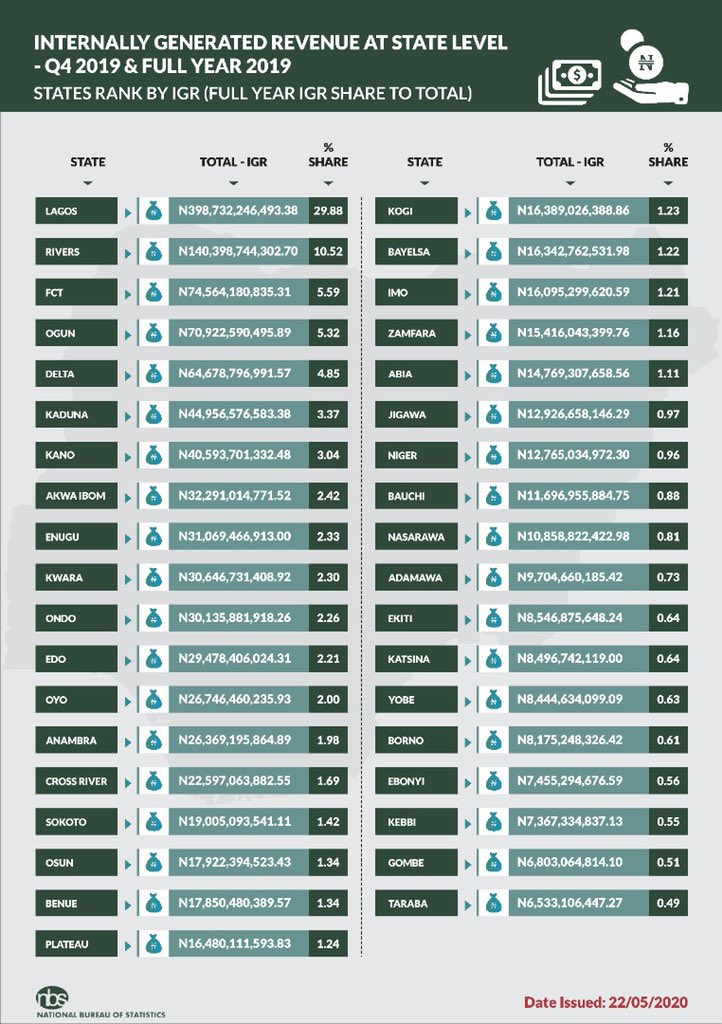 INTERNALLY GENERATED REVENUE AT STATE LEVEL
- Q4 2019 & FULL YEAR 2019
STATES RANK BY IGR (FULL YEAR IGR SHARE TO TOTAL)
STATE TOTAL - IGR % SHARE
LAGOS N398,732,246,493.38 29.88
RIVERS N140,398,744,302.70 10.52
FCT N74,564,180,835.31 5.59
OGUN N70,922,590,495.89 5.32
DELTA N64,678,796,991.57 4.85
KADUNA N44,956,576,583.38 3.37
KANO N40,593,701,332.48 3.04
AKWA IBOM N32,291,014,771.52 2.42
ENUGU N31,069,466,913.00 2.33
KWARA N30,646,731,408.92 2.30
ONDO N30,135,881,918.26 2.26
EDO N29,478,406,024.31 2.21
OYO N26,746,460,235.93 2.00
ANAMBRA N26,369,195,864.89 1.98
CROSS RIVER N22,597,063,882.55 1.69
SOKOTO N19,005,093,541.11 1.42
OSUN N17,922,394,523.43 1.34
BENUE N17,850,480,389.57 1.34
PLATEAU N16,480,111,593.83 1.24
STATE TOTAL - IGR % SHARE
KOGI N16,389,026,388.86 1.23
BAYELSA N16,342,762,531.98 1.22
IMO N16,095,299,620.59 1.21
ZAMFARA N15,416,043,399.76 1.16
ABIA N14,769,307,658.56 1.11
JIGAWA N12,926,658,146.29 0.97
NIGER N12,765,034,972.30 0.96
BAUCHI N11,696,955,884.75 0.88
NASARAWA N10,858,822,422.98 0.81
ADAMAWA N9,704,660,185.42 0.73
EKITI N8,546,875,648.24 0.64
KATSINA N8,496,742,119.00 0.64
YOBE N8,444,634,099.09 0.63
BORNO N8,175,248,326.42 0.61
EBONYI N7,455,294,676.59 0.56
KEBBI N7,367,334,837.13 0.55
GOMBE N6,803,064,814.10 0.51
TARABA N6,533,106,447.27 0.49
nbs
NATIONAL BUREAU OF STATISTICS
Date Issued: 22/05/2020